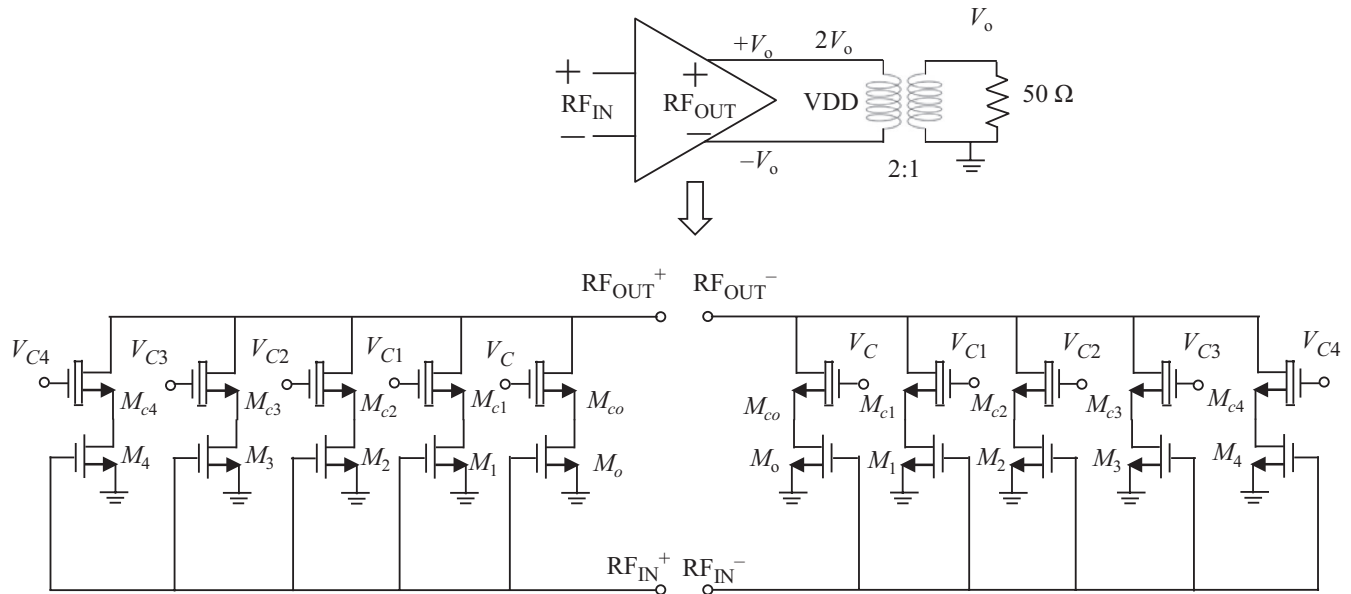 V_o
+V_o 2V_o
+ + 50 Ω
RF_IN RF_OUT VDD
− −
−V_o 2:1
RF_OUT^+ RF_OUT^−
V_C4 V_C3 V_C2 V_C1 V_C V_C V_C1 V_C2 V_C3 V_C4
M_c4 M_c3 M_c2 M_c1 M_co M_co M_c1 M_c2 M_c3 M_c4
M_4 M_3 M_2 M_1 M_o M_o M_1 M_2 M_3 M_4
RF_IN^+ RF_IN^−